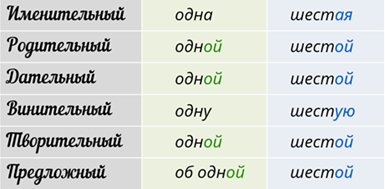 Именительный одна шестая
Родительный одной шестой
Дательный одной шестой
Винительный одну шестую
Творительный одной шестой
Предложный об одной шестой